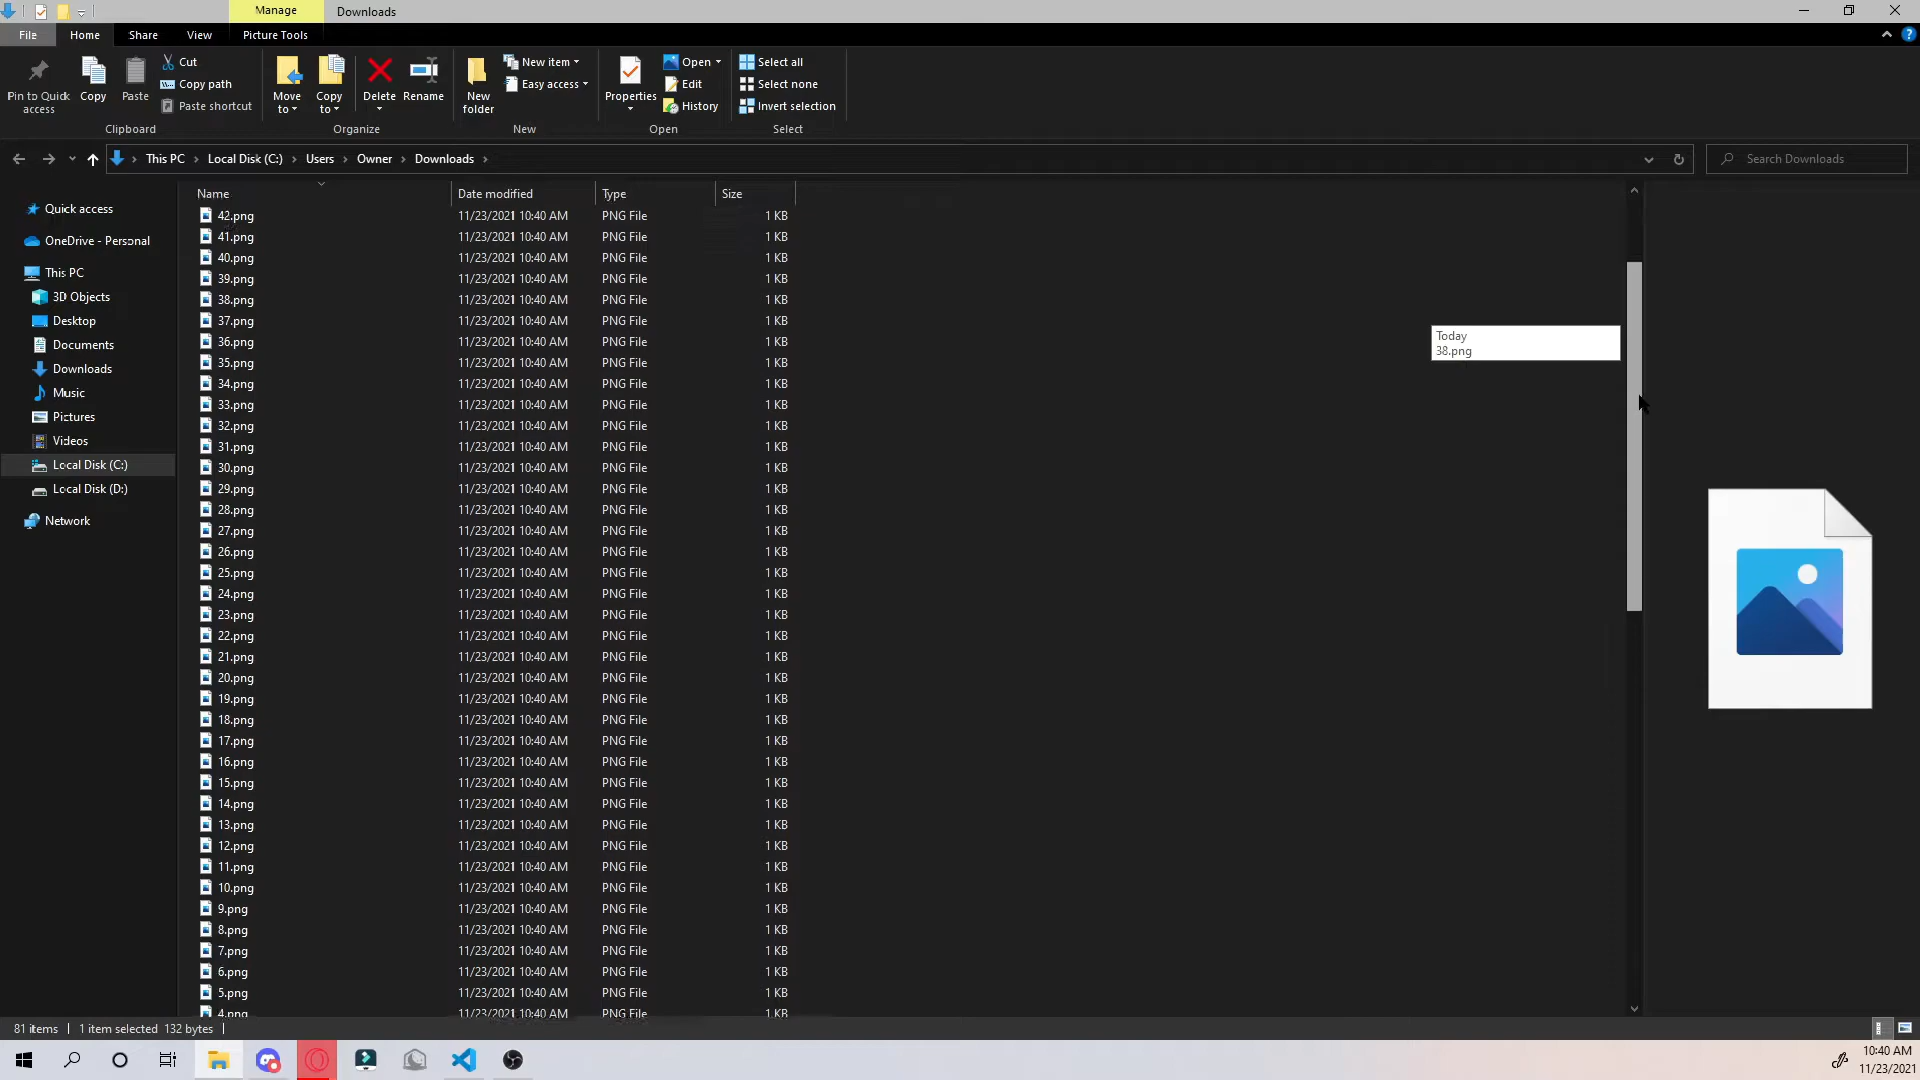 Manage Downloads
File Home Share View Picture Tools
Pin to Quick access
Copy
Paste
Cut
Copy path
Paste shortcut
Clipboard
Move to
Copy to
Delete
Rename
Organize
New folder
New item
Easy access
New
Properties
Open
Edit
History
Open
Select all
Select none
Invert selection
Select
This PC › Local Disk (C:) › Users › Owner › Downloads ›
Search Downloads
Quick access
OneDrive - Personal
This PC
3D Objects
Desktop
Documents
Downloads
Music
Pictures
Videos
Local Disk (C:)
Local Disk (D:)
Network
Name Date modified Type Size
42.png 11/23/2021 10:40 AM PNG File 1 KB
41.png 11/23/2021 10:40 AM PNG File 1 KB
40.png 11/23/2021 10:40 AM PNG File 1 KB
39.png 11/23/2021 10:40 AM PNG File 1 KB
38.png 11/23/2021 10:40 AM PNG File 1 KB
37.png 11/23/2021 10:40 AM PNG File 1 KB
36.png 11/23/2021 10:40 AM PNG File 1 KB
35.png 11/23/2021 10:40 AM PNG File 1 KB
34.png 11/23/2021 10:40 AM PNG File 1 KB
33.png 11/23/2021 10:40 AM PNG File 1 KB
32.png 11/23/2021 10:40 AM PNG File 1 KB
31.png 11/23/2021 10:40 AM PNG File 1 KB
30.png 11/23/2021 10:40 AM PNG File 1 KB
29.png 11/23/2021 10:40 AM PNG File 1 KB
28.png 11/23/2021 10:40 AM PNG File 1 KB
27.png 11/23/2021 10:40 AM PNG File 1 KB
26.png 11/23/2021 10:40 AM PNG File 1 KB
25.png 11/23/2021 10:40 AM PNG File 1 KB
24.png 11/23/2021 10:40 AM PNG File 1 KB
23.png 11/23/2021 10:40 AM PNG File 1 KB
22.png 11/23/2021 10:40 AM PNG File 1 KB
21.png 11/23/2021 10:40 AM PNG File 1 KB
20.png 11/23/2021 10:40 AM PNG File 1 KB
19.png 11/23/2021 10:40 AM PNG File 1 KB
18.png 11/23/2021 10:40 AM PNG File 1 KB
17.png 11/23/2021 10:40 AM PNG File 1 KB
16.png 11/23/2021 10:40 AM PNG File 1 KB
15.png 11/23/2021 10:40 AM PNG File 1 KB
14.png 11/23/2021 10:40 AM PNG File 1 KB
13.png 11/23/2021 10:40 AM PNG File 1 KB
12.png 11/23/2021 10:40 AM PNG File 1 KB
11.png 11/23/2021 10:40 AM PNG File 1 KB
10.png 11/23/2021 10:40 AM PNG File 1 KB
9.png 11/23/2021 10:40 AM PNG File 1 KB
8.png 11/23/2021 10:40 AM PNG File 1 KB
7.png 11/23/2021 10:40 AM PNG File 1 KB
6.png 11/23/2021 10:40 AM PNG File 1 KB
5.png 11/23/2021 10:40 AM PNG File 1 KB
4.png 11/23/2021 10:40 AM PNG File 1 KB
Today
38.png
81 items 1 item selected 132 bytes
10:40 AM
11/23/2021